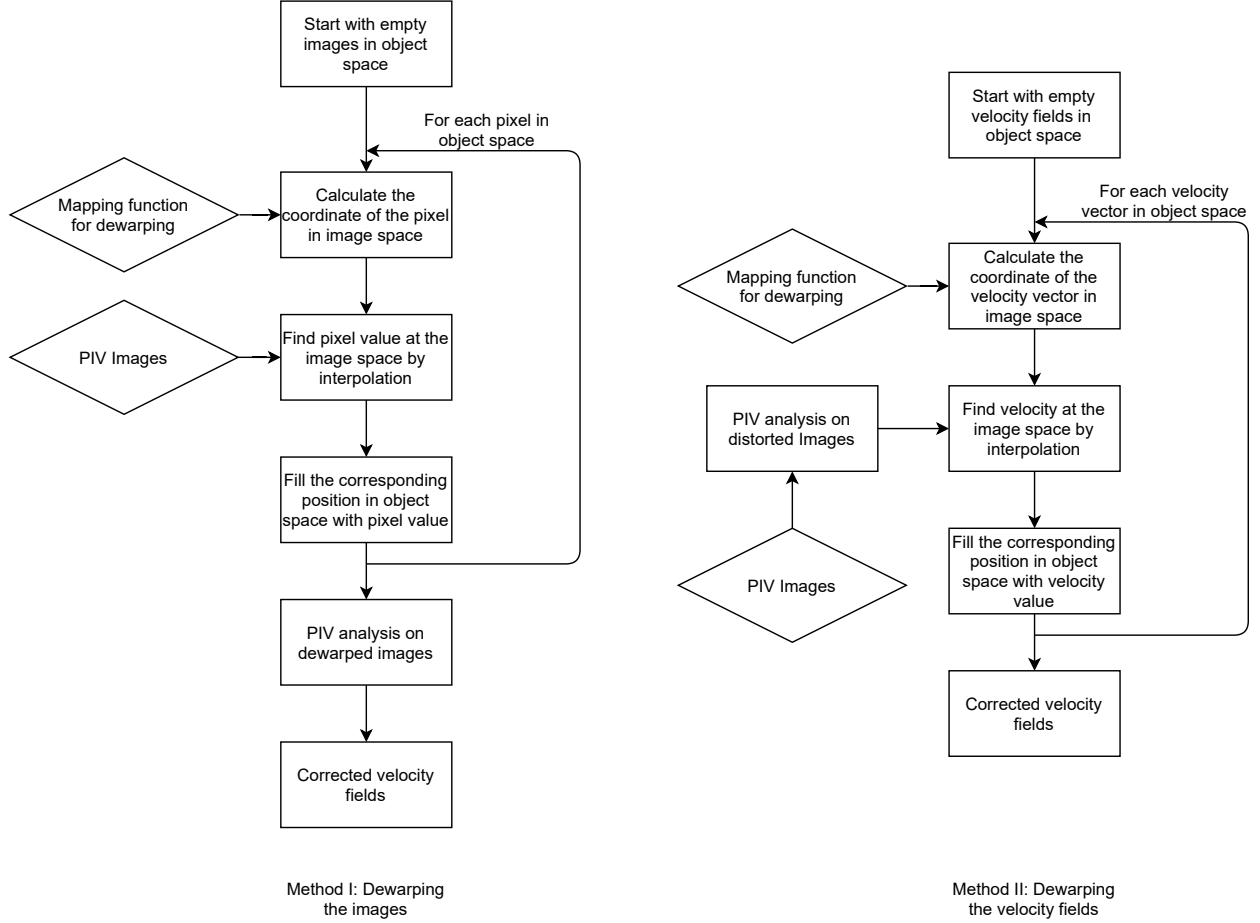 Start with empty
images in object
space
For each pixel in
object space
Mapping function
for dewarping
Calculate the
coordinate of the pixel
in image space
PIV Images
Find pixel value at the
image space by
interpolation
Fill the corresponding
position in object
space with pixel value
PIV analysis on
dewarped images
Corrected velocity
fields
Method I: Dewarping
the images
Start with empty
velocity fields in
object space
For each velocity
vector in object space
Mapping function
for dewarping
Calculate the
coordinate of the
velocity vector in
image space
PIV analysis on
distorted Images
Find velocity at the
image space by
interpolation
PIV Images
Fill the corresponding
position in object
space with velocity
value
Corrected velocity
fields
Method II: Dewarping
the velocity fields